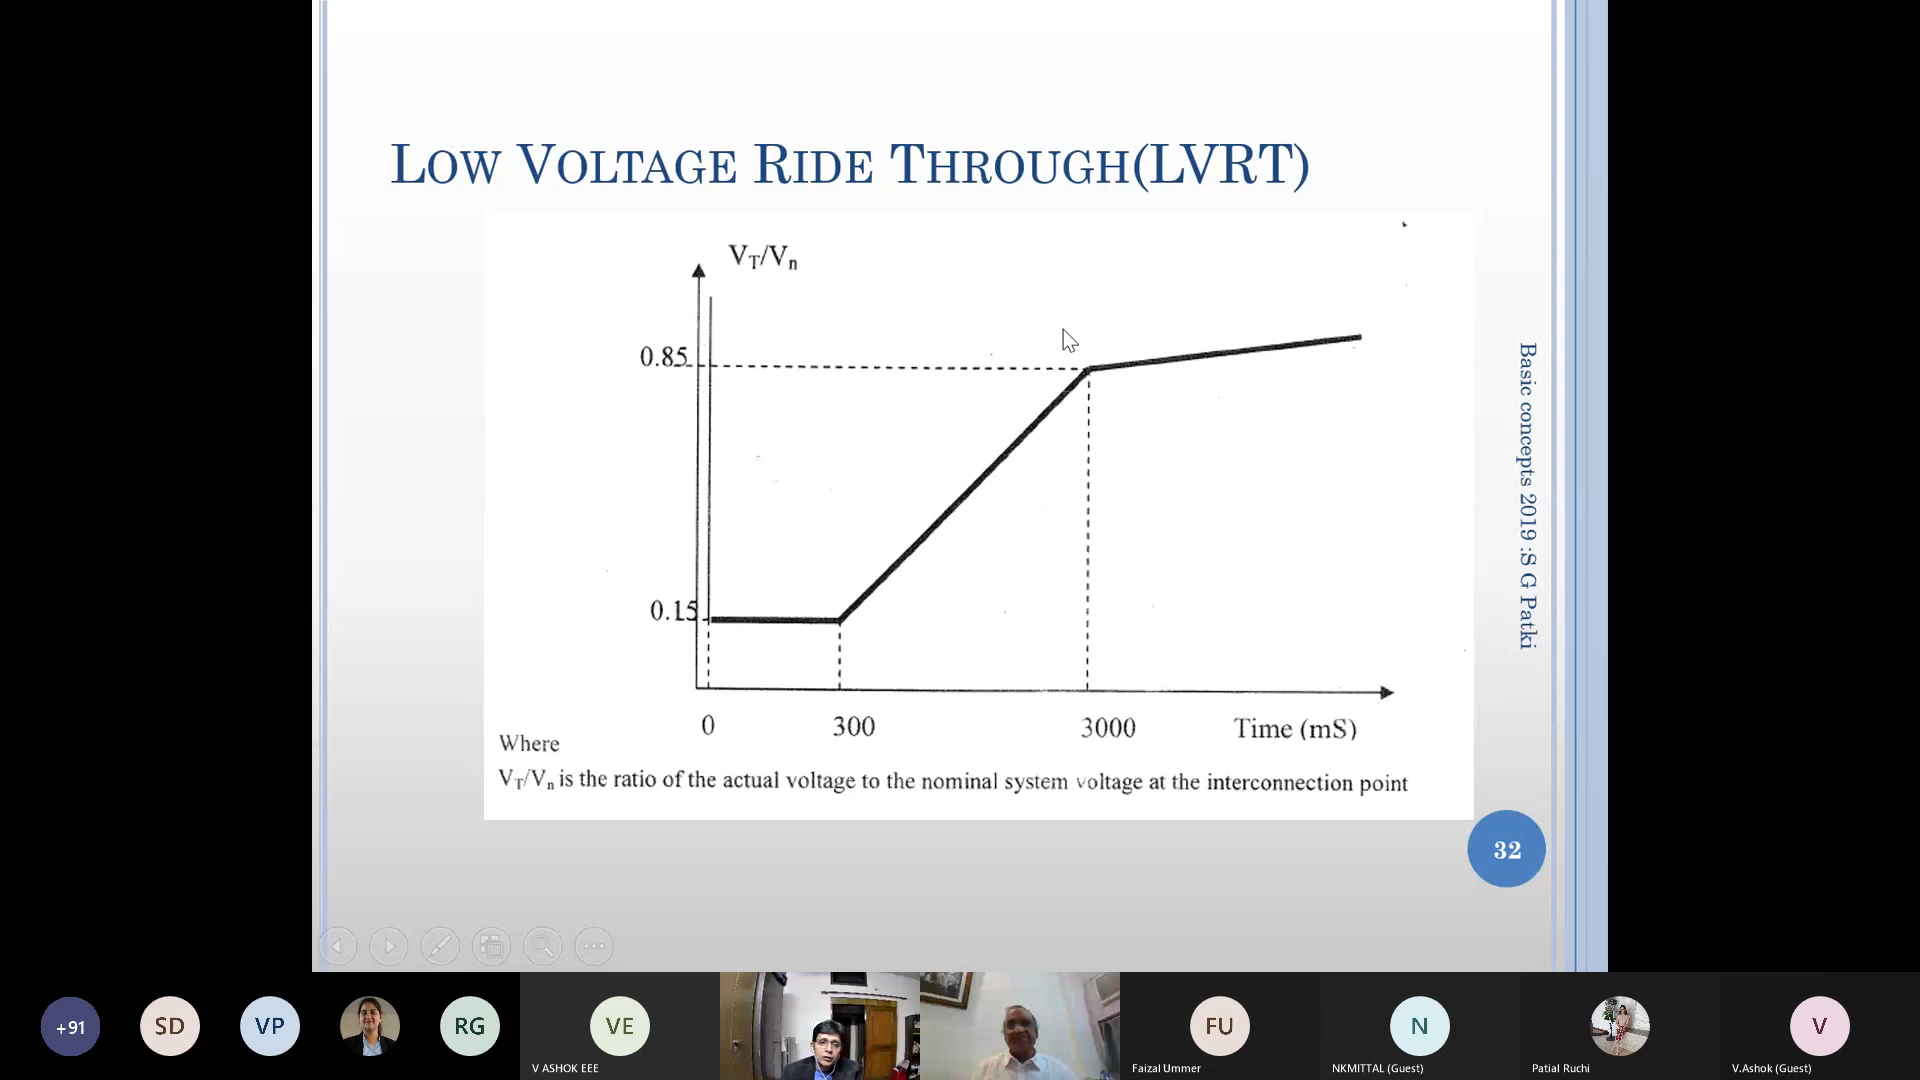 LOW VOLTAGE RIDE THROUGH(LVRT)
VT/Vn
0.85
0.15
0
300
3000
Time (mS)
Where
VT/Vn is the ratio of the actual voltage to the nominal system voltage at the interconnection point
Basic concepts 2019 :S G Patki
32
+91
SD
VP
RG
VE
V ASHOK EEE
FU
Faizal Ummer
N
NKMITTAL (Guest)
Patial Ruchi
V
V.Ashok (Guest)